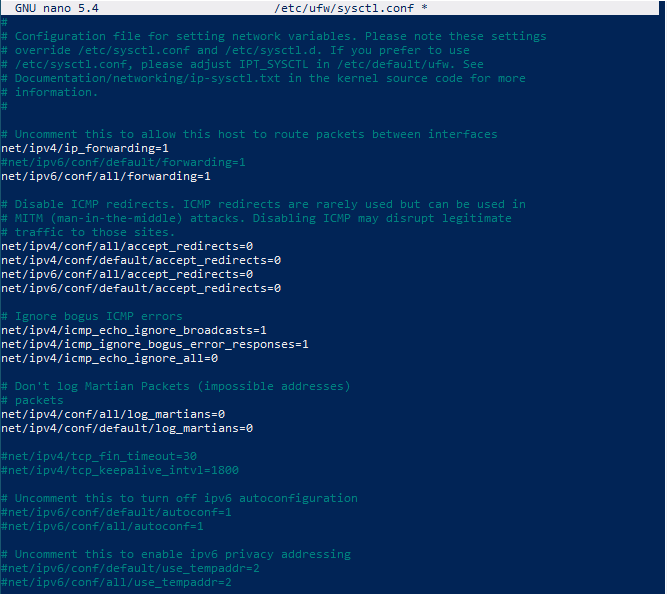 GNU nano 5.4 /etc/ufw/sysctl.conf *
#
# Configuration file for setting network variables. Please note these settings
# override /etc/sysctl.conf and /etc/sysctl.d. If you prefer to use
# /etc/sysctl.conf, please adjust IPT_SYSCTL in /etc/default/ufw. See
# Documentation/networking/ip-sysctl.txt in the kernel source code for more
# information.
#
# Uncomment this to allow this host to route packets between interfaces
net/ipv4/ip_forwarding=1
#net/ipv6/conf/default/forwarding=1
net/ipv6/conf/all/forwarding=1
# Disable ICMP redirects. ICMP redirects are rarely used but can be used in
# MITM (man-in-the-middle) attacks. Disabling ICMP may disrupt legitimate
# traffic to those sites.
net/ipv4/conf/all/accept_redirects=0
net/ipv4/conf/default/accept_redirects=0
net/ipv6/conf/all/accept_redirects=0
net/ipv6/conf/default/accept_redirects=0
# Ignore bogus ICMP errors
net/ipv4/icmp_echo_ignore_broadcasts=1
net/ipv4/icmp_ignore_bogus_error_responses=1
net/ipv4/icmp_echo_ignore_all=0
# Don't log Martian Packets (impossible addresses)
# packets
net/ipv4/conf/all/log_martians=0
net/ipv4/conf/default/log_martians=0
#net/ipv4/tcp_fin_timeout=30
#net/ipv4/tcp_keepalive_intvl=1800
# Uncomment this to turn off ipv6 autoconfiguration
#net/ipv6/conf/default/autoconf=1
#net/ipv6/conf/all/autoconf=1
# Uncomment this to enable ipv6 privacy addressing
#net/ipv6/conf/default/use_tempaddr=2
#net/ipv6/conf/all/use_tempaddr=2